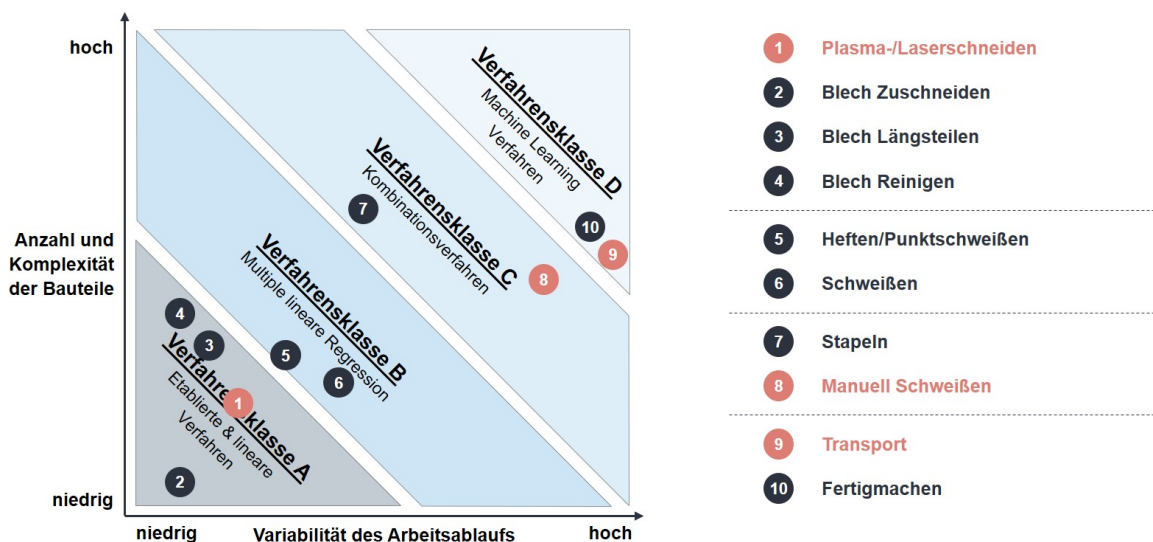 hoch
Anzahl und
Komplexität
der Bauteile
niedrig
niedrig
Variabilität des Arbeitsablaufs
hoch
Verfahrensklasse A
Etablierte & lineare
Verfahren
Verfahrensklasse B
Multiple lineare Regression
Verfahrensklasse C
Kombinationsverfahren
Verfahrensklasse D
Machine Learning
Verfahren
4
3
1
2
5
6
7
8
10
9
1 Plasma-/Laserschneiden
2 Blech Zuschneiden
3 Blech Längsteilen
4 Blech Reinigen
5 Heften/Punktschweißen
6 Schweißen
7 Stapeln
8 Manuell Schweißen
9 Transport
10 Fertigmachen